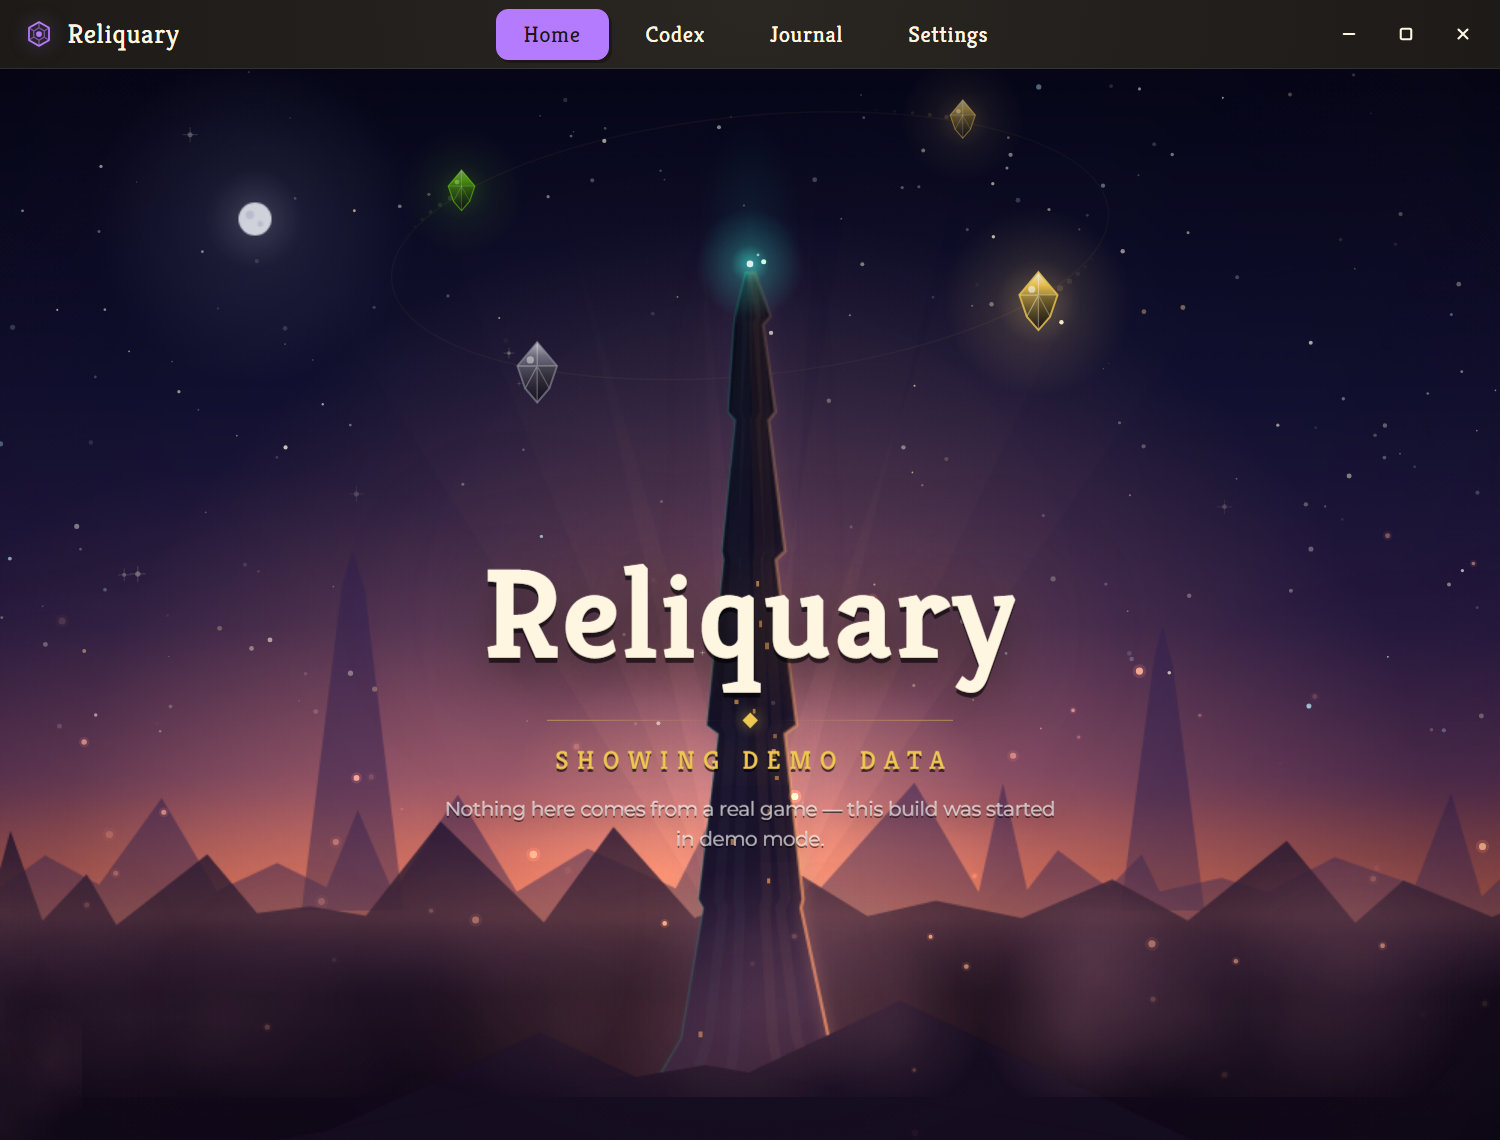 Reliquary
Home
Codex
Journal
Settings
Reliquary
SHOWING DEMO DATA
Nothing here comes from a real game — this build was started
in demo mode.